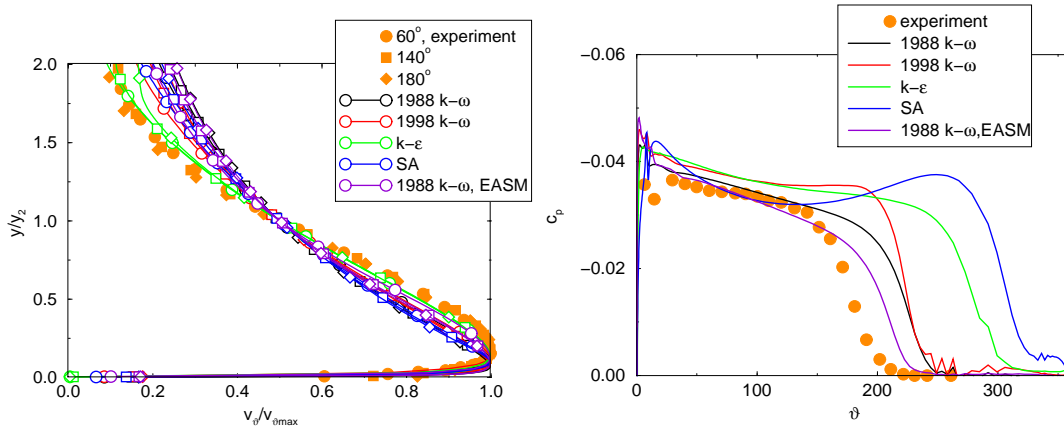 60°, experiment
140°
180°
1988 k−ω
1998 k−ω
k−ε
SA
1988 k−ω, EASM
2.0
1.5
1.0
0.5
0.0
y/y2
0.0 0.2 0.4 0.6 0.8 1.0
vϑ/vϑmax
experiment
1988 k−ω
1998 k−ω
k−ε
SA
1988 k−ω,EASM
−0.06
−0.04
−0.02
0.00
cp
0 100 200 300
ϑ